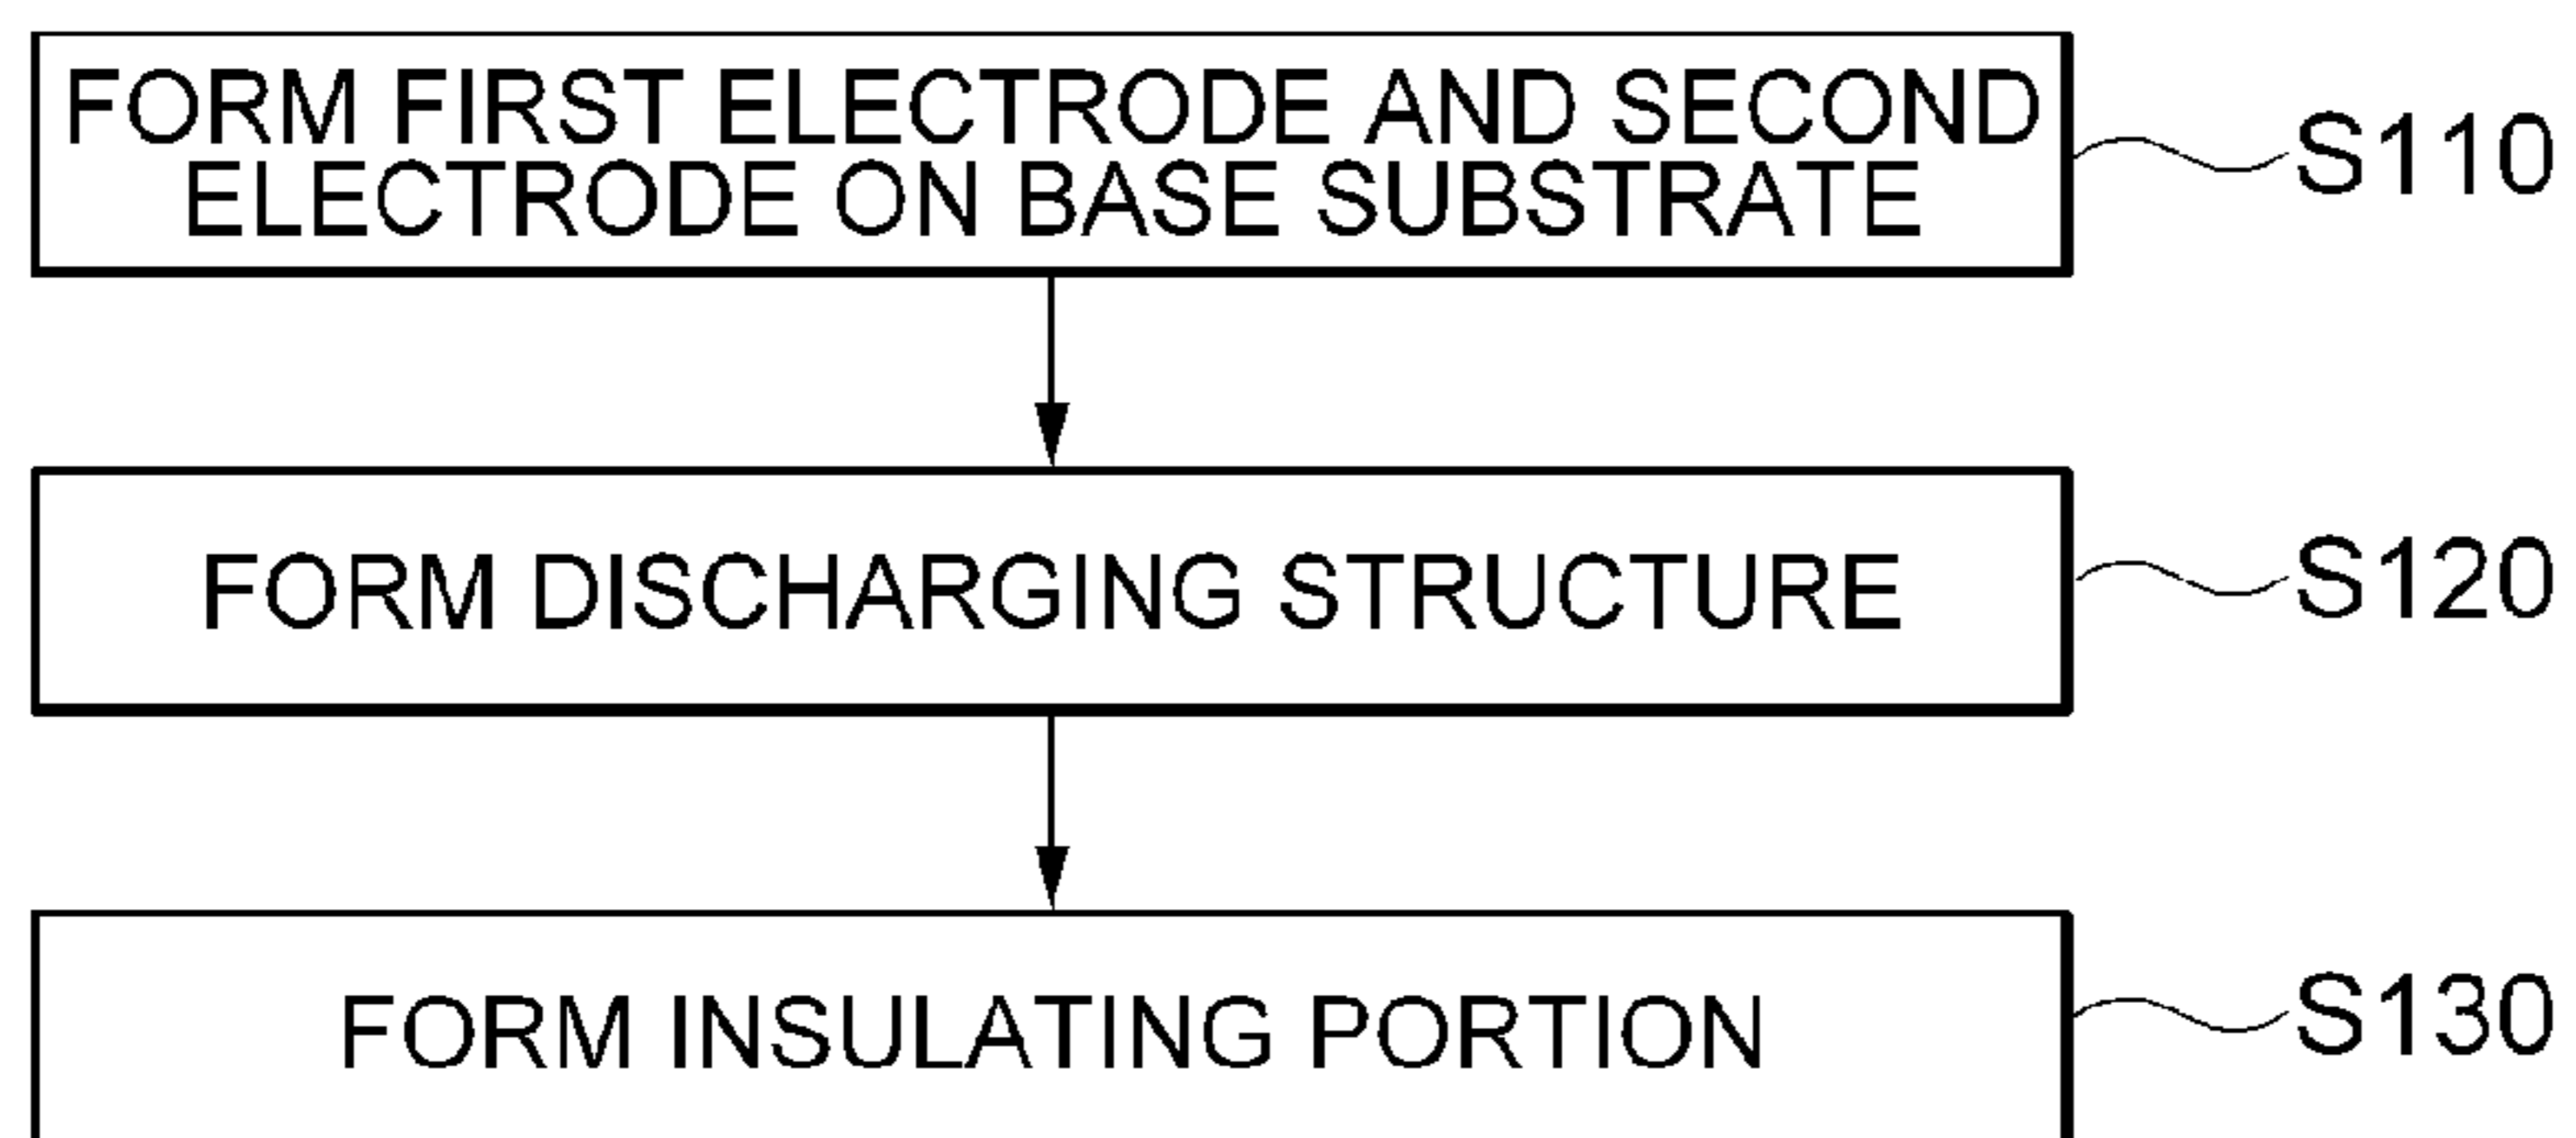 FORM FIRST ELECTRODE AND SECOND
ELECTRODE ON BASE SUBSTRATE
S110
FORM DISCHARGING STRUCTURE
S120
FORM INSULATING PORTION
S130